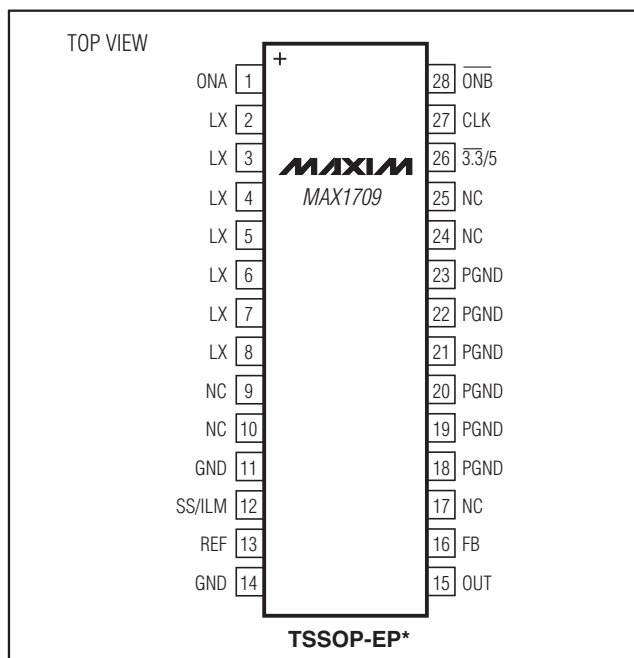 TOP VIEW
+
ONA 1
LX 2
LX 3
LX 4
LX 5
LX 6
LX 7
LX 8
NC 9
NC 10
GND 11
SS/ILM 12
REF 13
GND 14
MAXIM
MAX1709
28 O̅N̅B̅
27 CLK
26 3̅.3̅/5
25 NC
24 NC
23 PGND
22 PGND
21 PGND
20 PGND
19 PGND
18 PGND
17 NC
16 FB
15 OUT
TSSOP-EP*